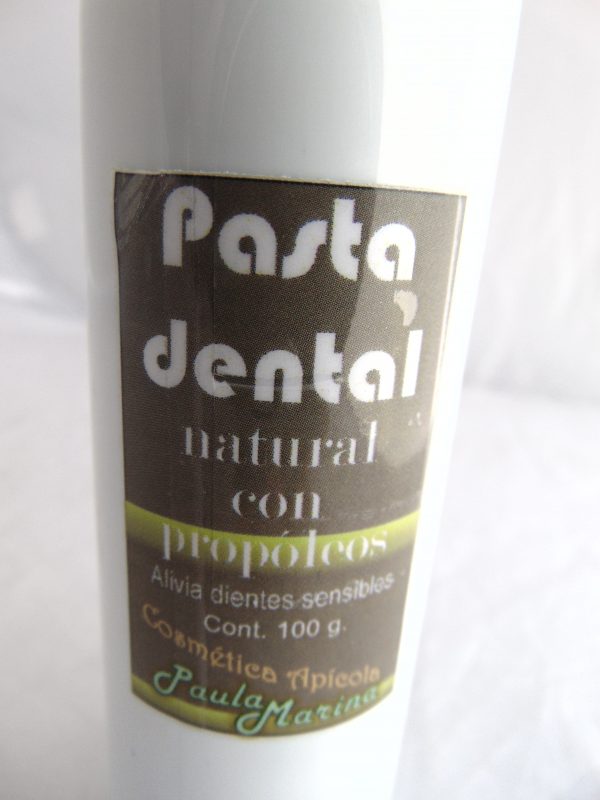 Pasta
dental
natural
con
propóleos
Alivia dientes sensibles
Cont. 100 g.
Cosmética Apícola
Paula Marina